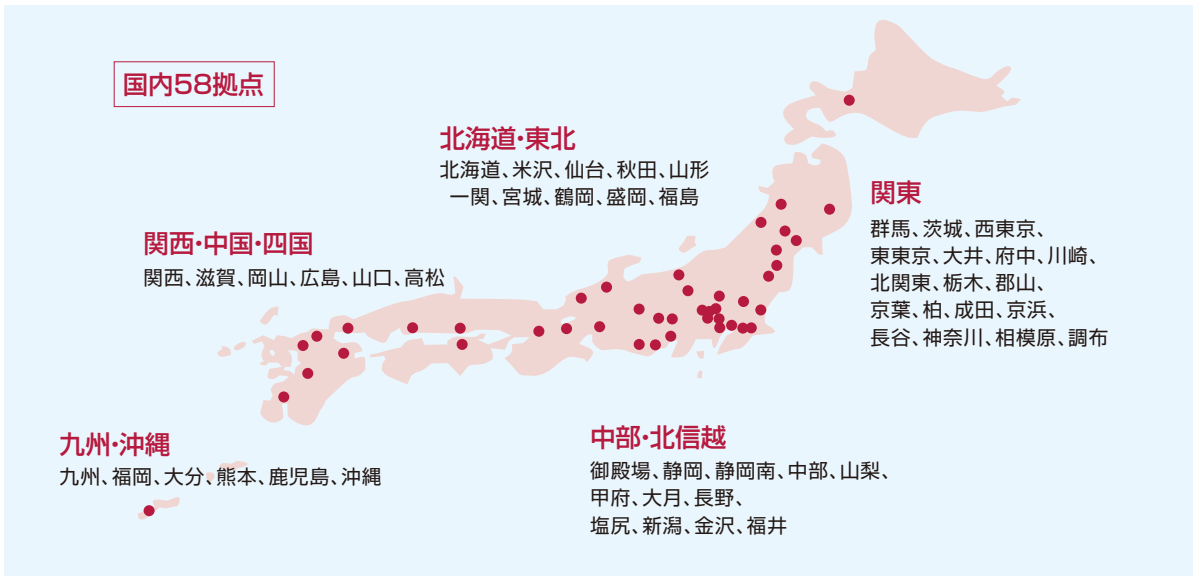 国内58拠点
北海道・東北
北海道、米沢、仙台、秋田、山形
一関、宮城、鶴岡、盛岡、福島
関東
群馬、茨城、西東京、
東東京、大井、府中、川崎、
北関東、栃木、郡山、
京葉、柏、成田、京浜、
長谷、神奈川、相模原、調布
関西・中国・四国
関西、滋賀、岡山、広島、山口、高松
九州・沖縄
九州、福岡、大分、熊本、鹿児島、沖縄
中部・北信越
御殿場、静岡、静岡南、中部、山梨、
甲府、大月、長野、
塩尻、新潟、金沢、福井